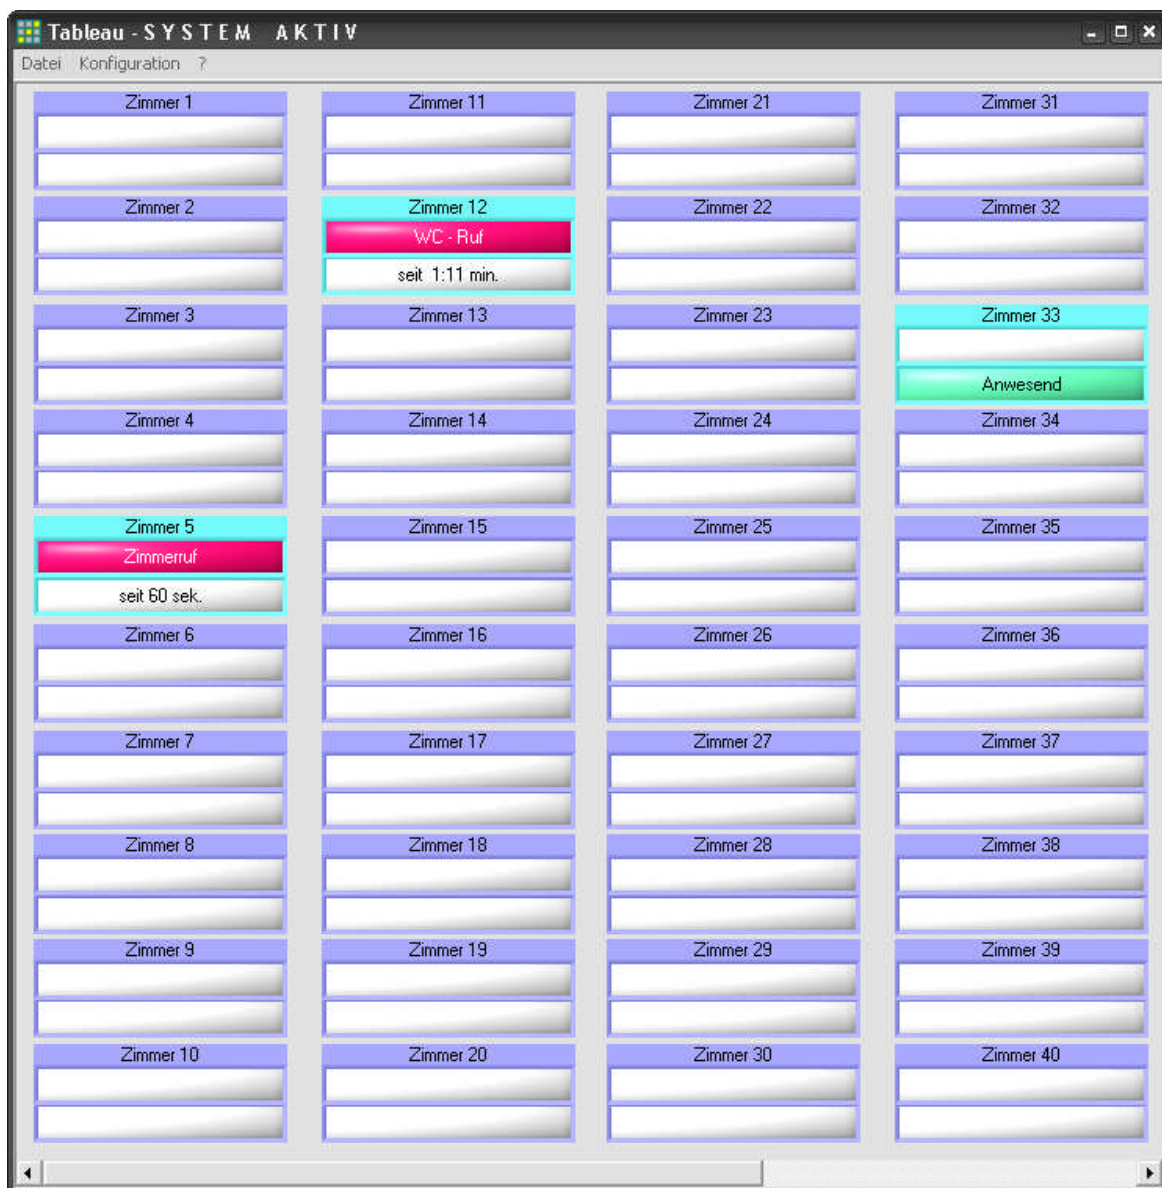 Tableau - S Y S T E M A K T I V
Datei Konfiguration ?
Zimmer 1
Zimmer 11
Zimmer 21
Zimmer 31
Zimmer 2
Zimmer 12
WC - Ruf
seit 1:11 min.
Zimmer 22
Zimmer 32
Zimmer 3
Zimmer 13
Zimmer 23
Zimmer 33
Anwesend
Zimmer 4
Zimmer 14
Zimmer 24
Zimmer 34
Zimmer 5
Zimmerruf
seit 60 sek.
Zimmer 15
Zimmer 25
Zimmer 35
Zimmer 6
Zimmer 16
Zimmer 26
Zimmer 36
Zimmer 7
Zimmer 17
Zimmer 27
Zimmer 37
Zimmer 8
Zimmer 18
Zimmer 28
Zimmer 38
Zimmer 9
Zimmer 19
Zimmer 29
Zimmer 39
Zimmer 10
Zimmer 20
Zimmer 30
Zimmer 40